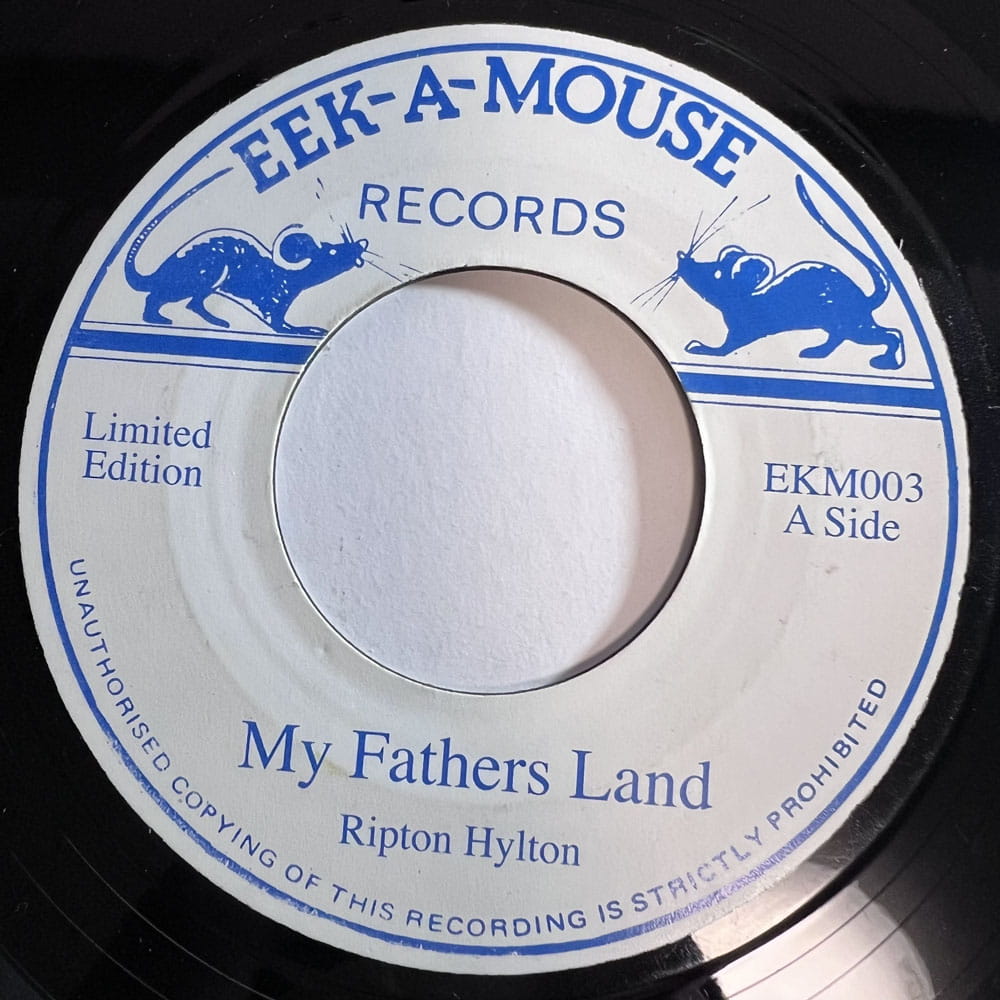 EEK-A-MOUSE
RECORDS
Limited
Edition
EKM003
A Side
My Fathers Land
Ripton Hylton
UNAUTHORISED COPYING OF THIS RECORDING IS STRICTLY PROHIBITED